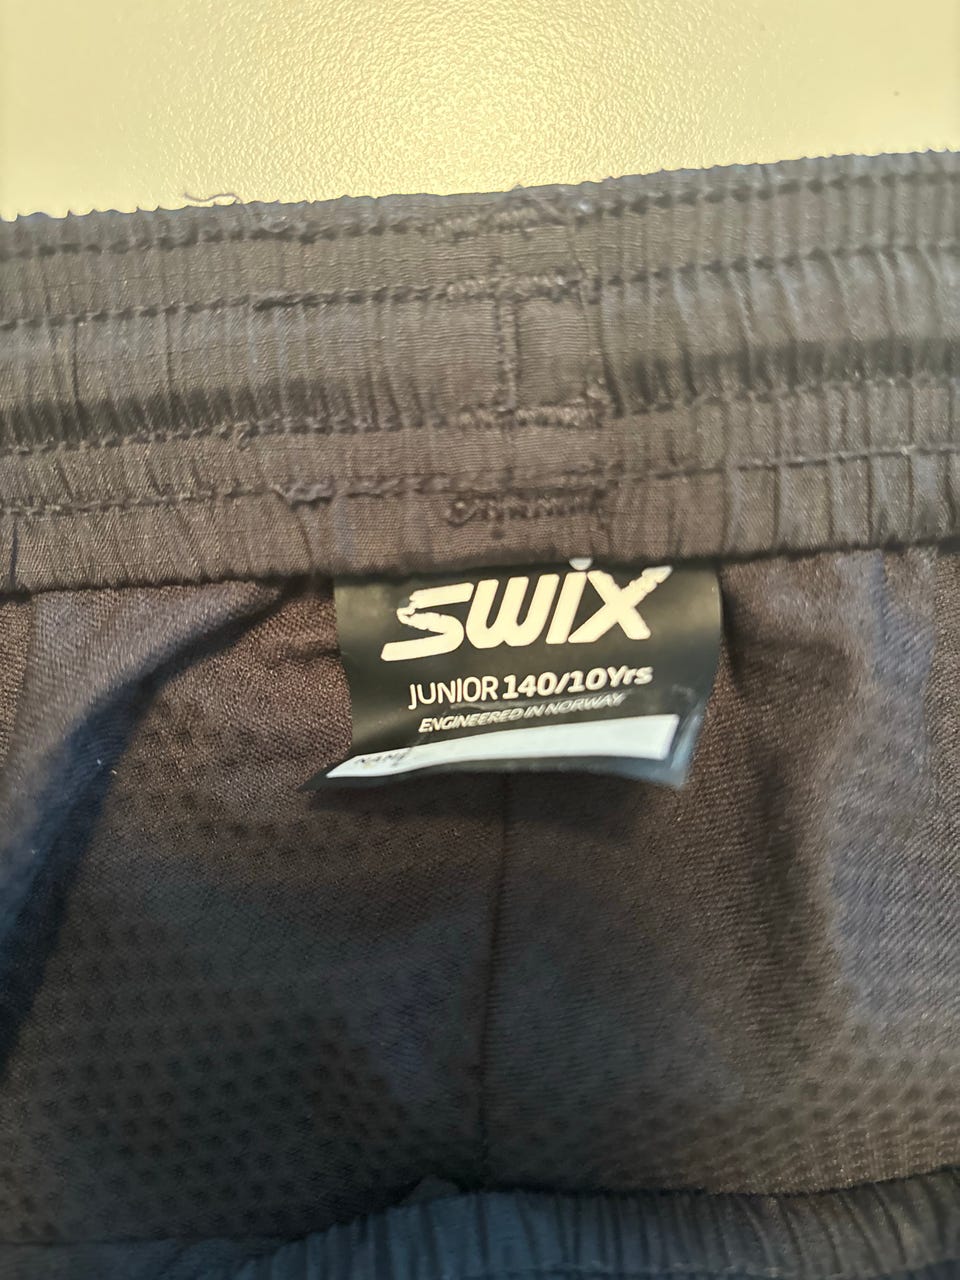 SWIX
JUNIOR 140/10Yrs
ENGINEERED IN NORWAY
NAME